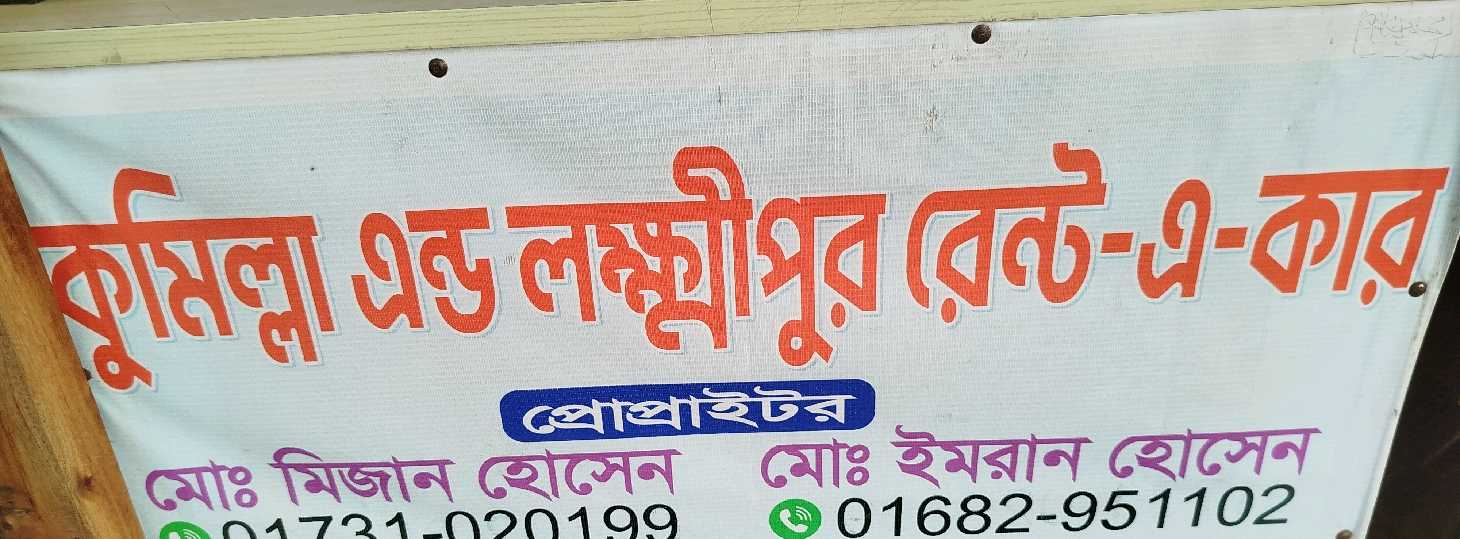 কুমিল্লা এন্ড লক্ষ্মীপুর রেন্ট-এ-কার
প্রোপ্রাইটর
মোঃ মিজান হোসেন মোঃ ইমরান হোসেন
01731-020199 01682-951102